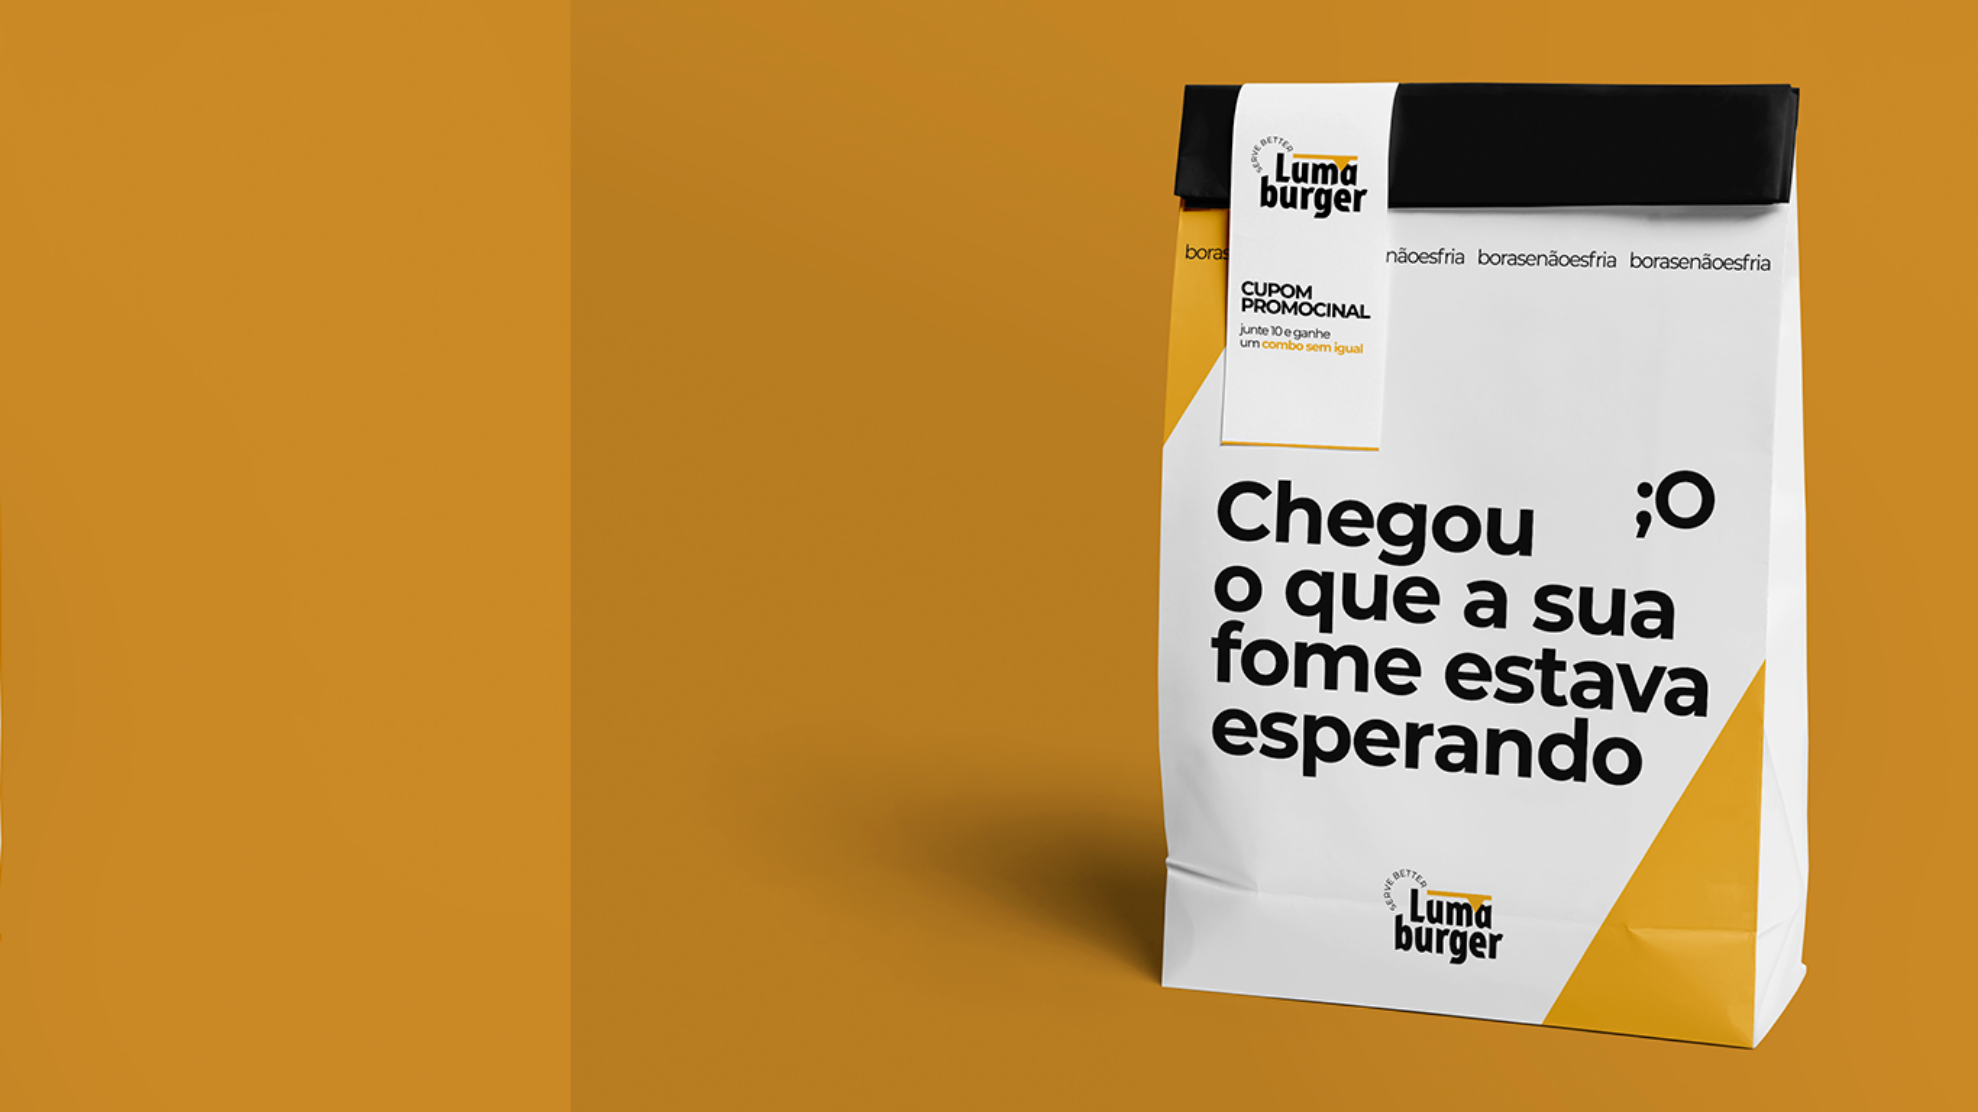 SERVE BETTER
Luma
burger
boras
nãoesfria borasenãoesfria borasenãoesfria
CUPOM
PROMOCINAL
junte 10 e ganhe
um combo sem igual
Chegou ;O
o que a sua
fome estava
esperando
SERVE BETTER
Luma
burger